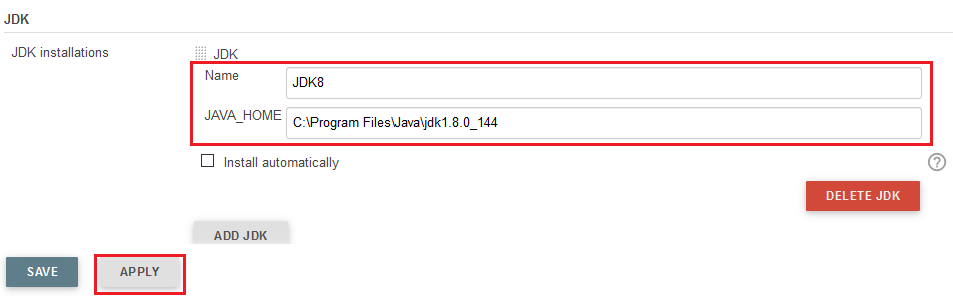 JDK
JDK installations
JDK
Name
JDK8
JAVA_HOME
C:\Program Files\Java\jdk1.8.0_144
Install automatically
?
DELETE JDK
ADD JDK
SAVE
APPLY